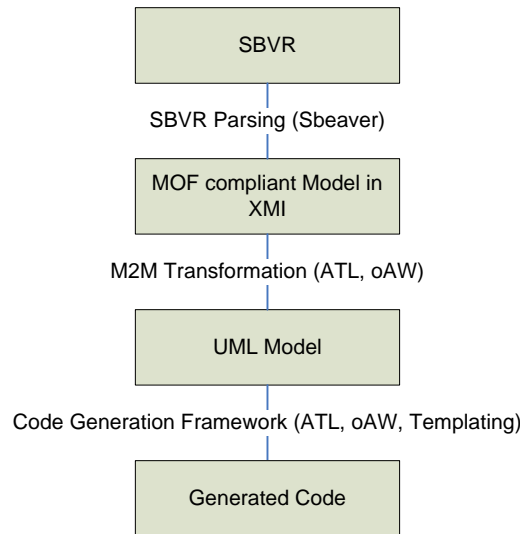 SBVR
SBVR Parsing (Sbeaver)
MOF compliant Model in
XMI
M2M Transformation (ATL, oAW)
UML Model
Code Generation Framework (ATL, oAW, Templating)
Generated Code